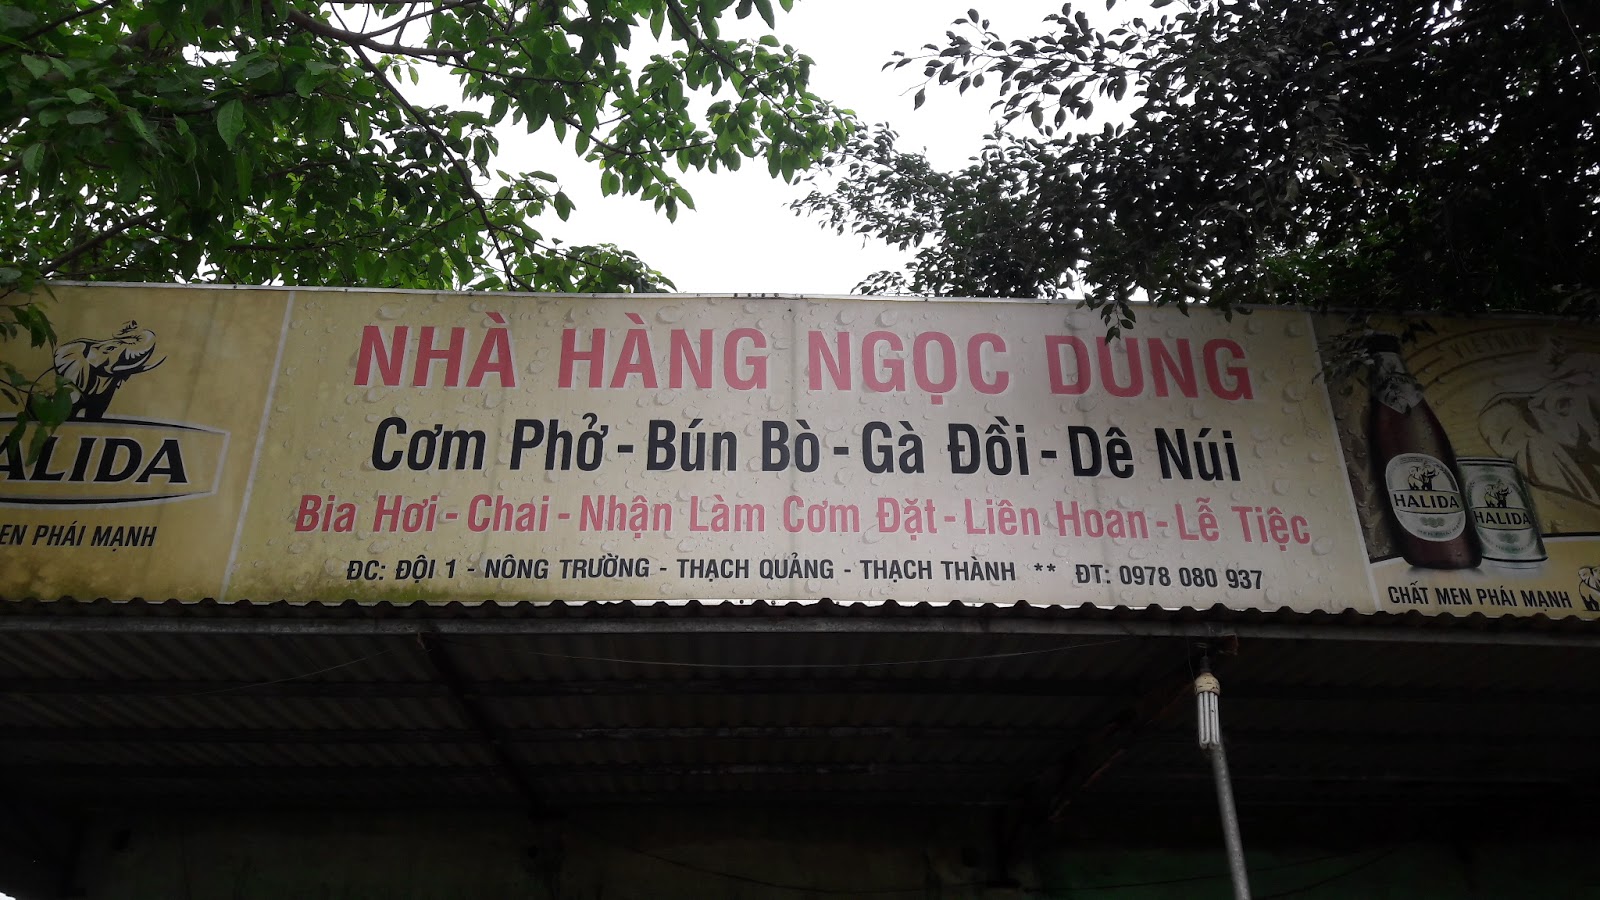 NHÀ HÀNG NGỌC DUNG
Cơm Phở - Bún Bò - Gà Đồi - Dê Núi
Bia Hơi - Chai - Nhận Làm Cơm Đặt - Liên Hoan - Lễ Tiệc
ĐC: ĐỘI 1 - NÔNG TRƯỜNG - THẠCH QUẢNG - THẠCH THÀNH ** ĐT: 0978 080 937
ALIDA
EN PHÁI MẠNH
VIETNAM
HALIDA
HALIDA
CHẤT MEN PHÁI MẠNH